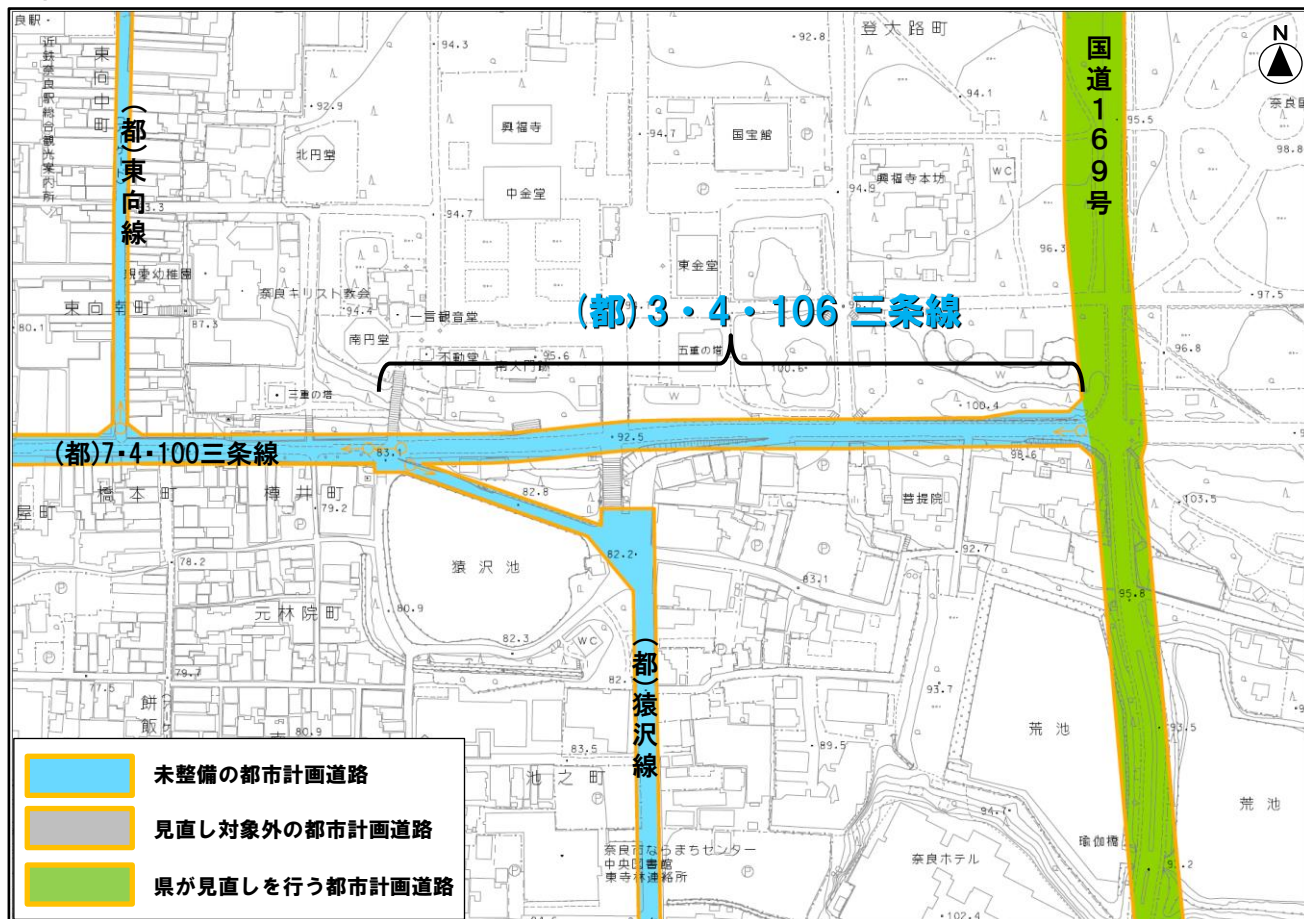 良駅・
近鉄奈良駅総合観光案内所
東向中町
(都)東向線
94.3
92.9
北円堂
興福寺
中金堂
94.7
94.7
92.8
登大路町
国宝館
94.9
興福寺本坊
WC
94.1
国道169号
95.5
N
98.8
96.3
97.5
96.8
東向南町
80.1
87.3
奈良キリスト教会
94.4
一言観音堂
南円堂
不動堂
95.6
南大門跡
三重の塔
東金堂
(都)3・4・106 三条線
五重の塔
100.6
W
W
100.4
(都)7・4・100三条線
83.1
92.5
98.6
橋本町
樽井町
79.2
屋町
78.2
82.8
82.2
猿沢池
元林院町
80.9
82.3
WC
菩提院
92.7
83.1
103.5
95.8
79.7
77.5
餅飯
80.9
(都)猿沢線
83.5
池之町
89.5
93.7
荒池
93.5
荒池
94.7
瑜伽橋
奈良ホテル
102.4
奈良市ならまちセンター
中央図書館
東寺林連絡所
未整備の都市計画道路
見直し対象外の都市計画道路
県が見直しを行う都市計画道路